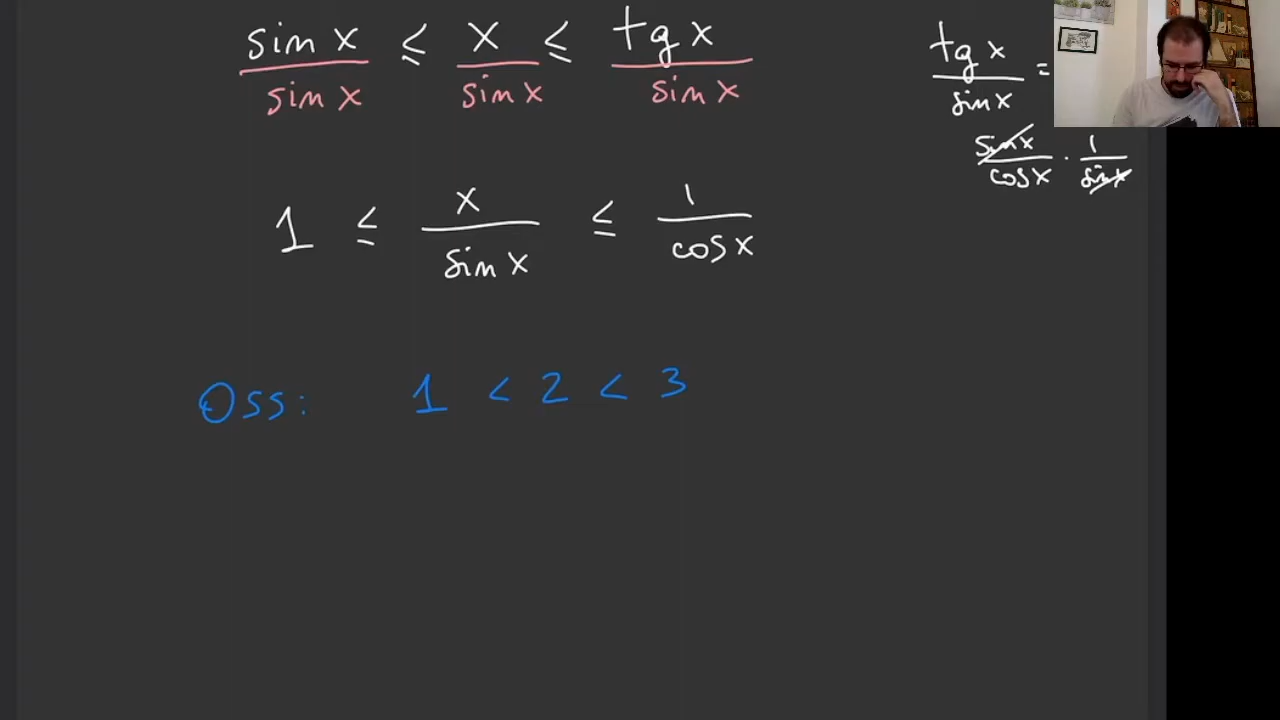 sin x / sin x ≤ x / sin x ≤ tg x / sin x
tg x / sin x =
sin x / cos x · 1 / sin x
1 ≤ x / sin x ≤ 1 / cos x
Oss: 1 < 2 < 3